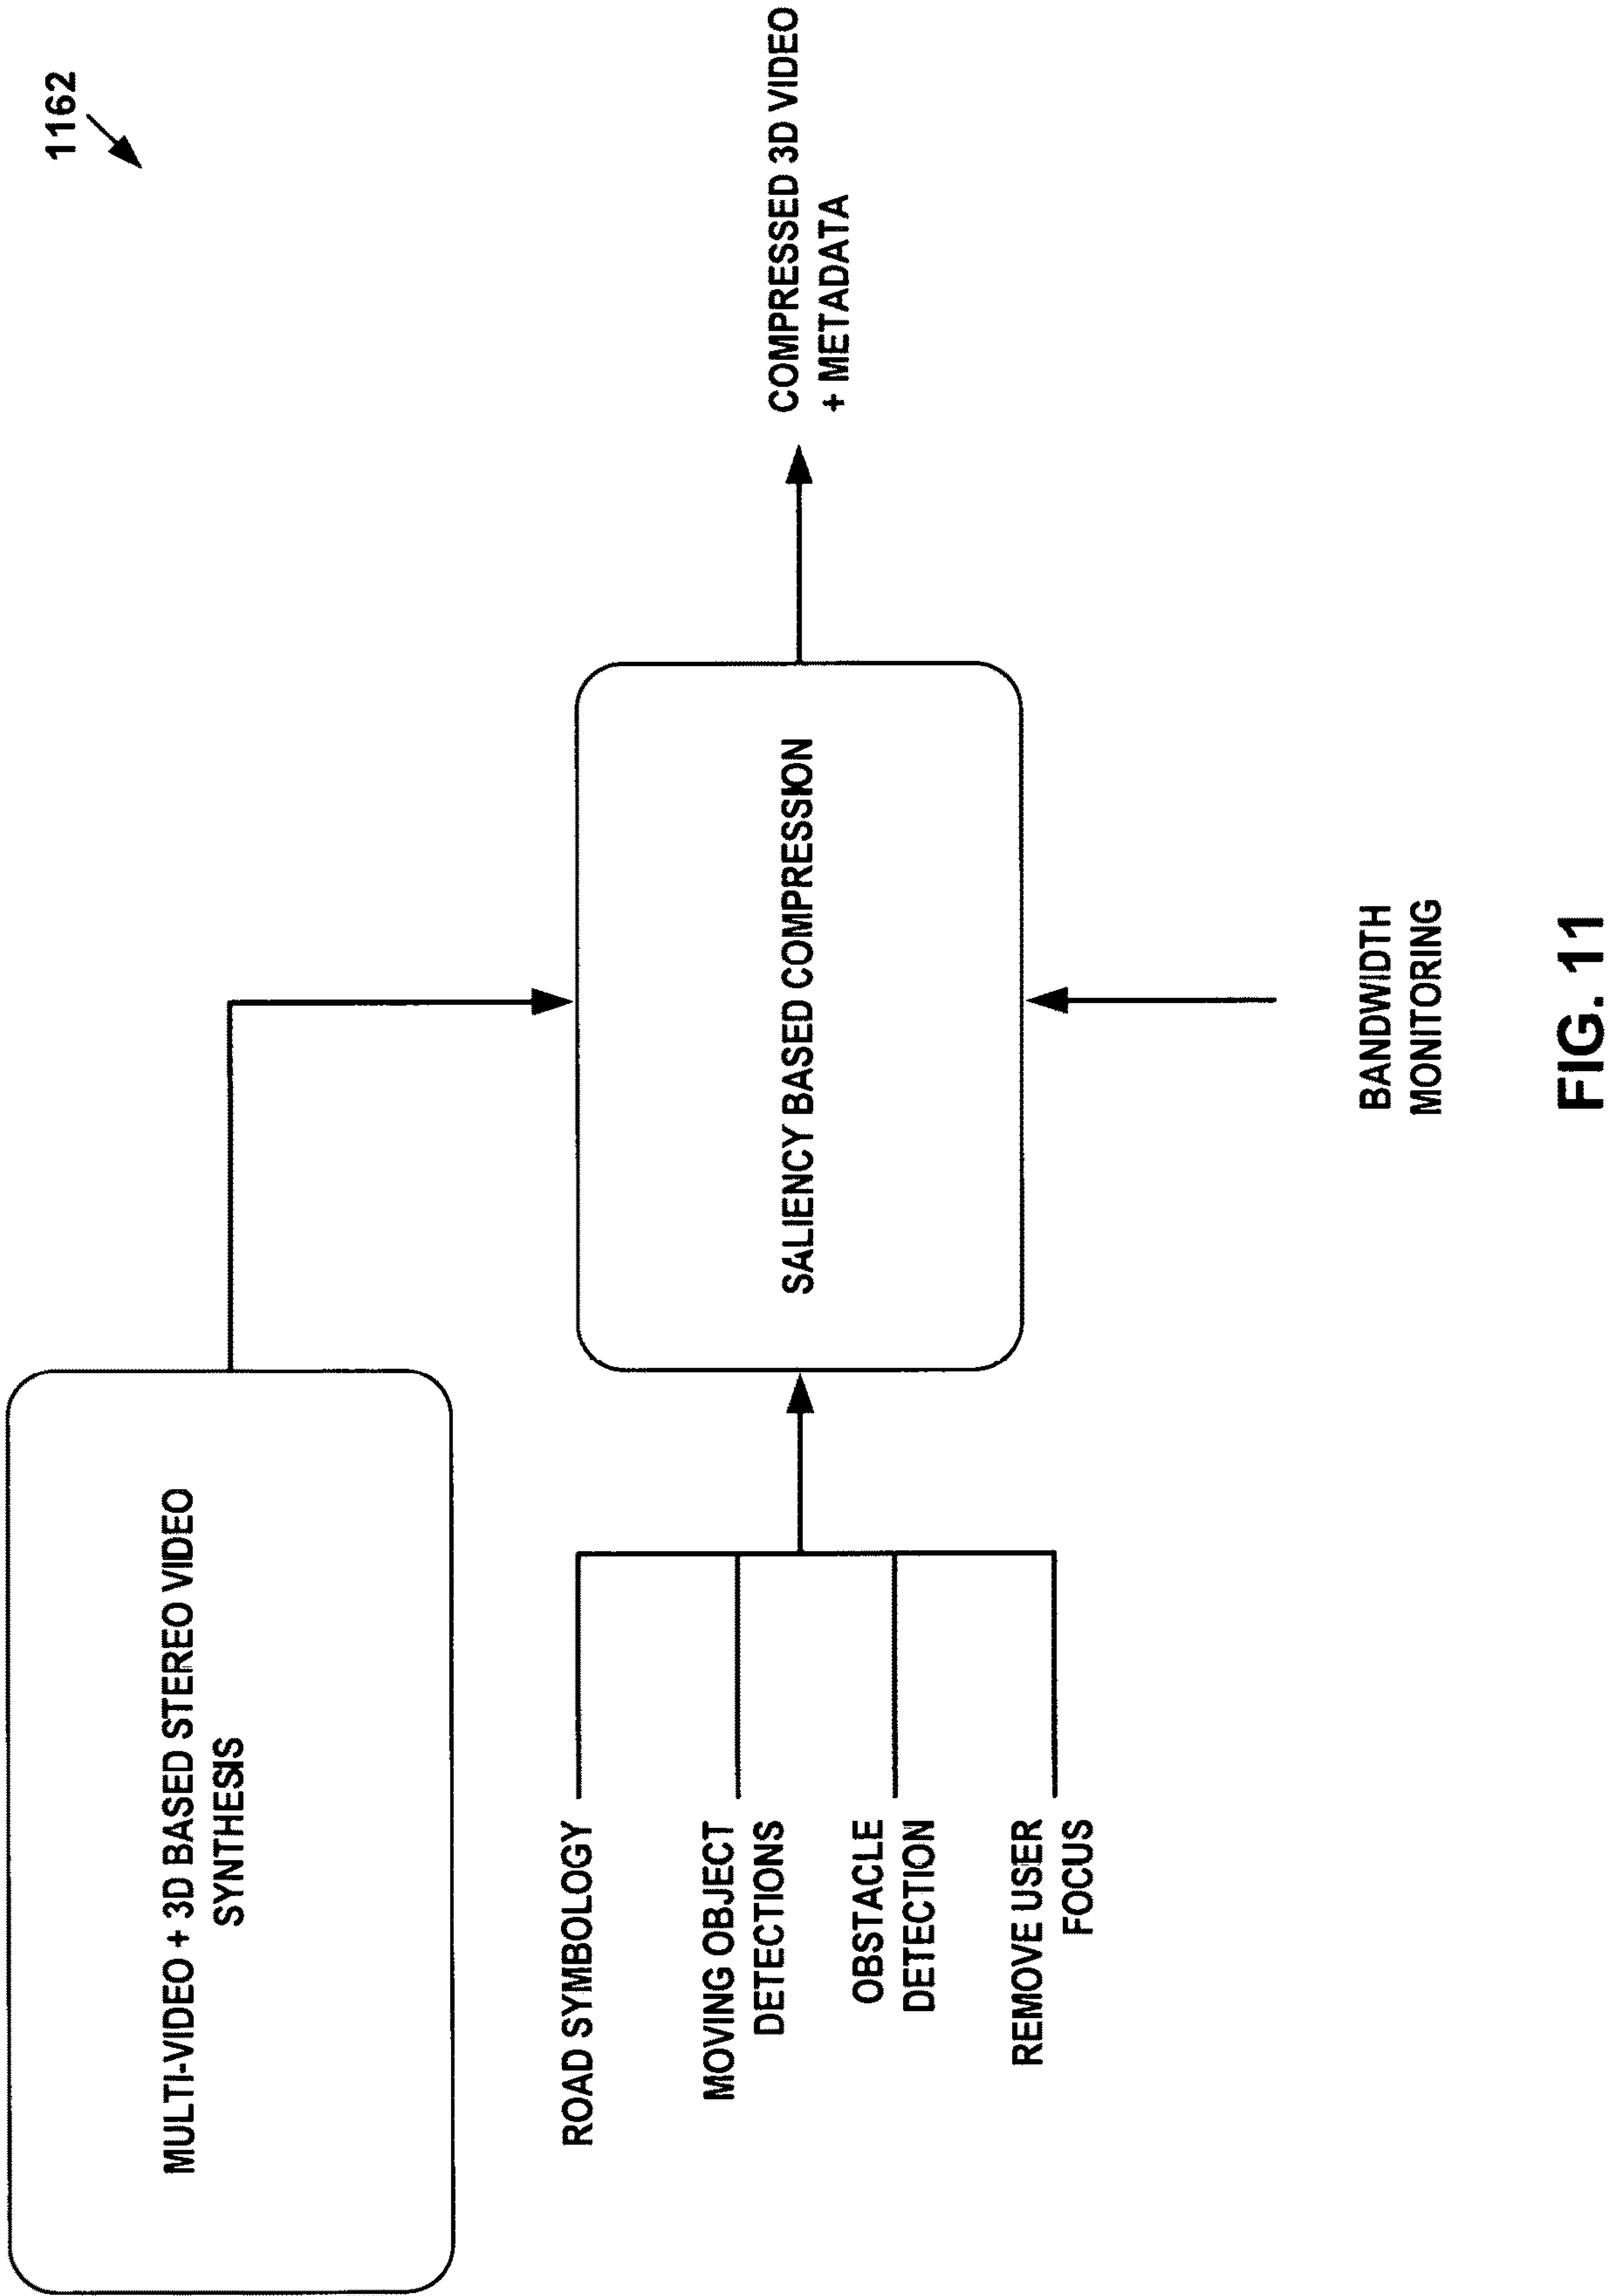 1162
MULTI-VIDEO + 3D BASED STEREO VIDEO
SYNTHESIS
ROAD SYMBOLOGY
MOVING OBJECT
DETECTIONS
OBSTACLE
DETECTION
REMOVE USER
FOCUS
SALIENCY BASED COMPRESSION
COMPRESSED 3D VIDEO
+ METADATA
BANDWIDTH
MONITORING
FIG. 11